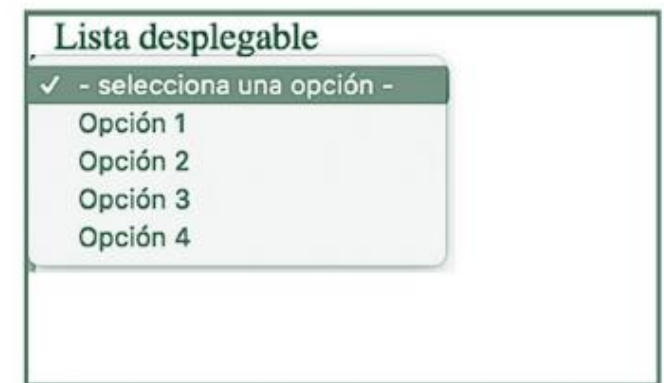 Lista desplegable
✓ - selecciona una opción -
Opción 1
Opción 2
Opción 3
Opción 4